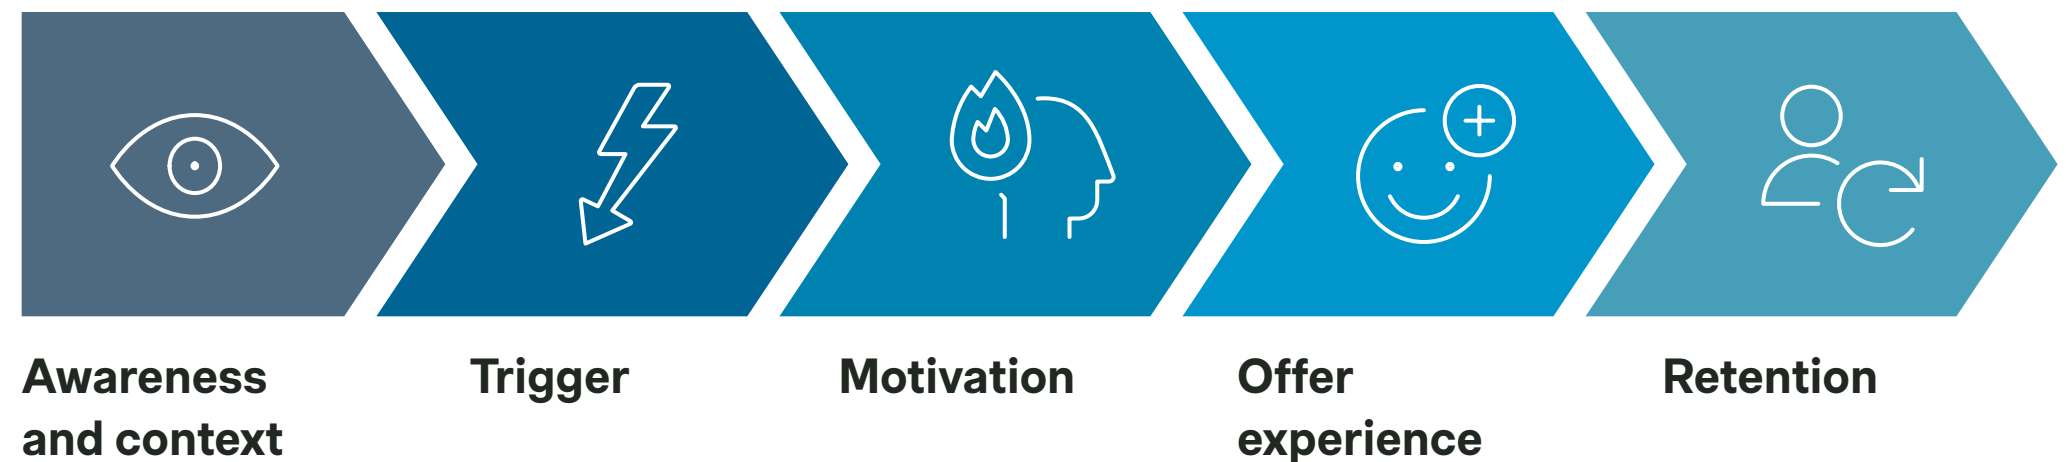 Awareness
and context
Trigger
Motivation
Offer
experience
Retention